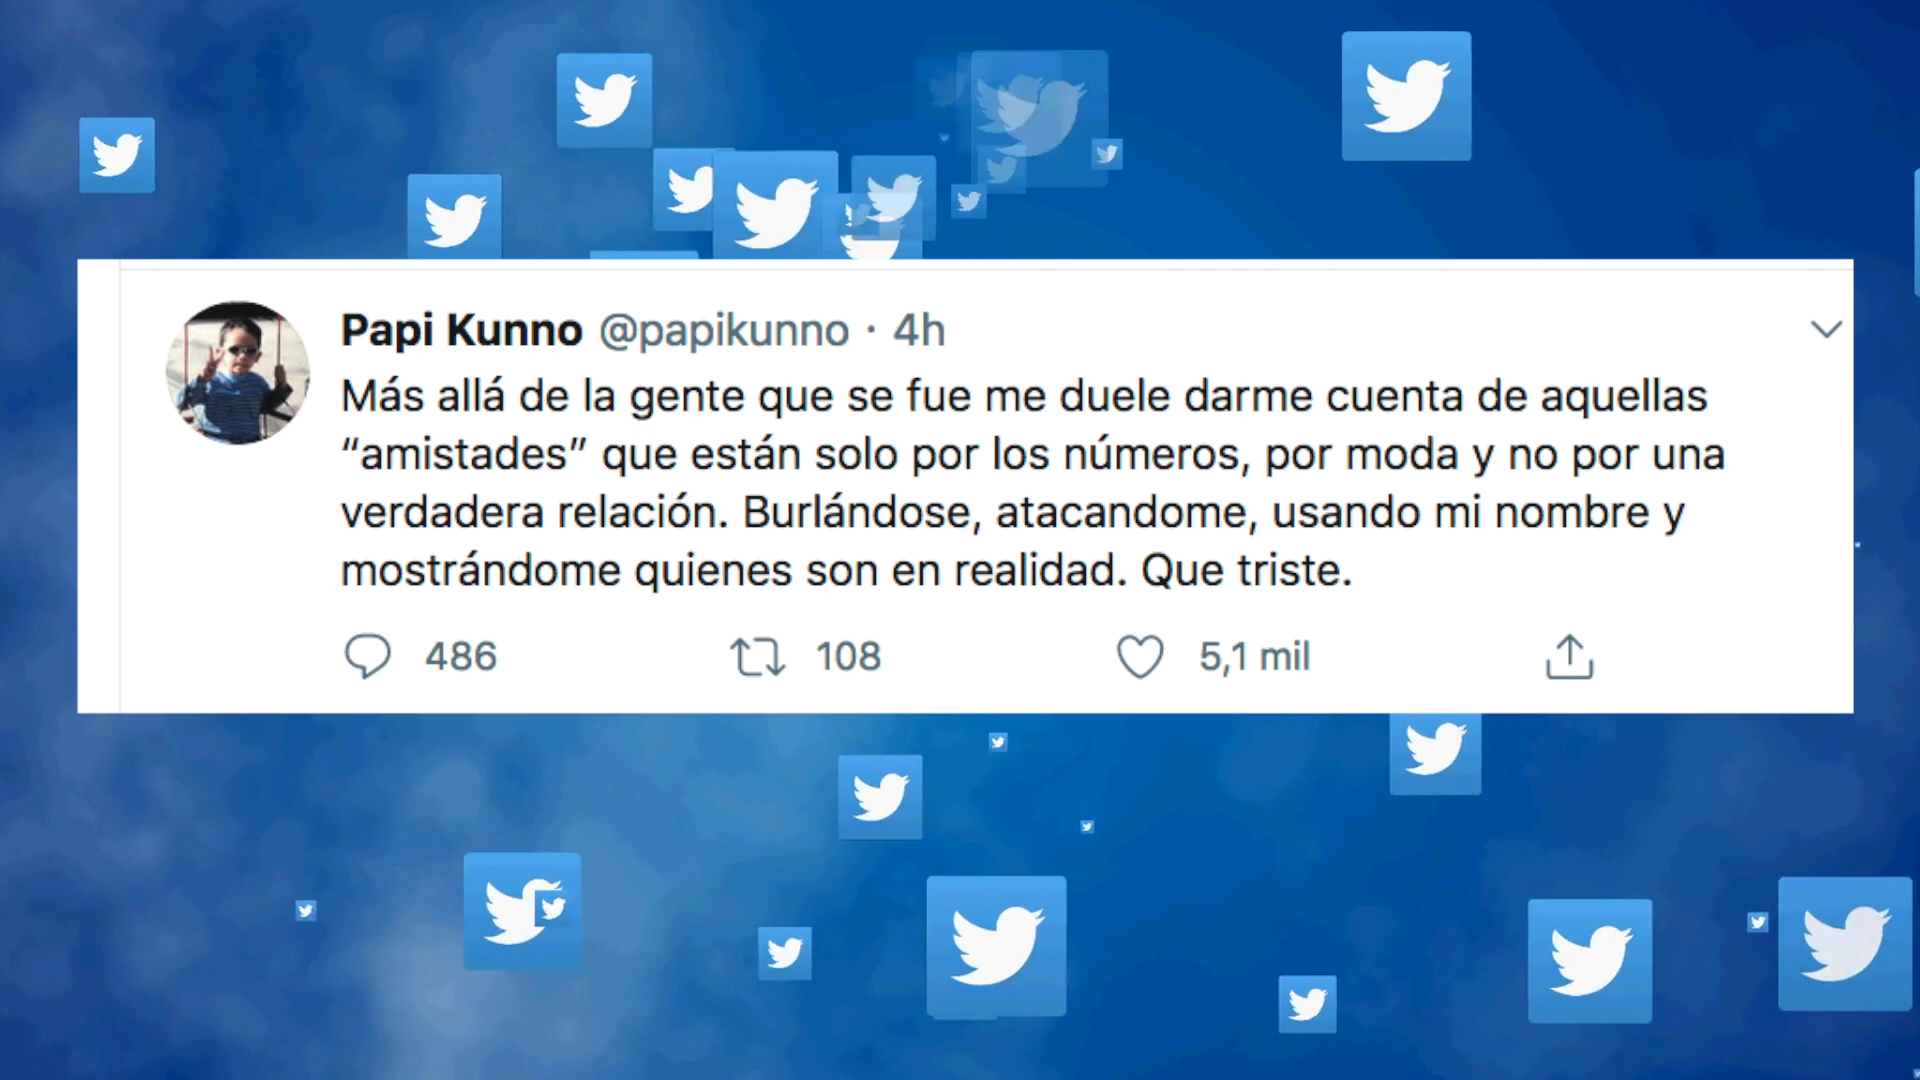 Papi Kunno @papikunno · 4h
Más allá de la gente que se fue me duele darme cuenta de aquellas
“amistades” que están solo por los números, por moda y no por una
verdadera relación. Burlándose, atacandome, usando mi nombre y
mostrándome quienes son en realidad. Que triste.
486 108 5,1 mil